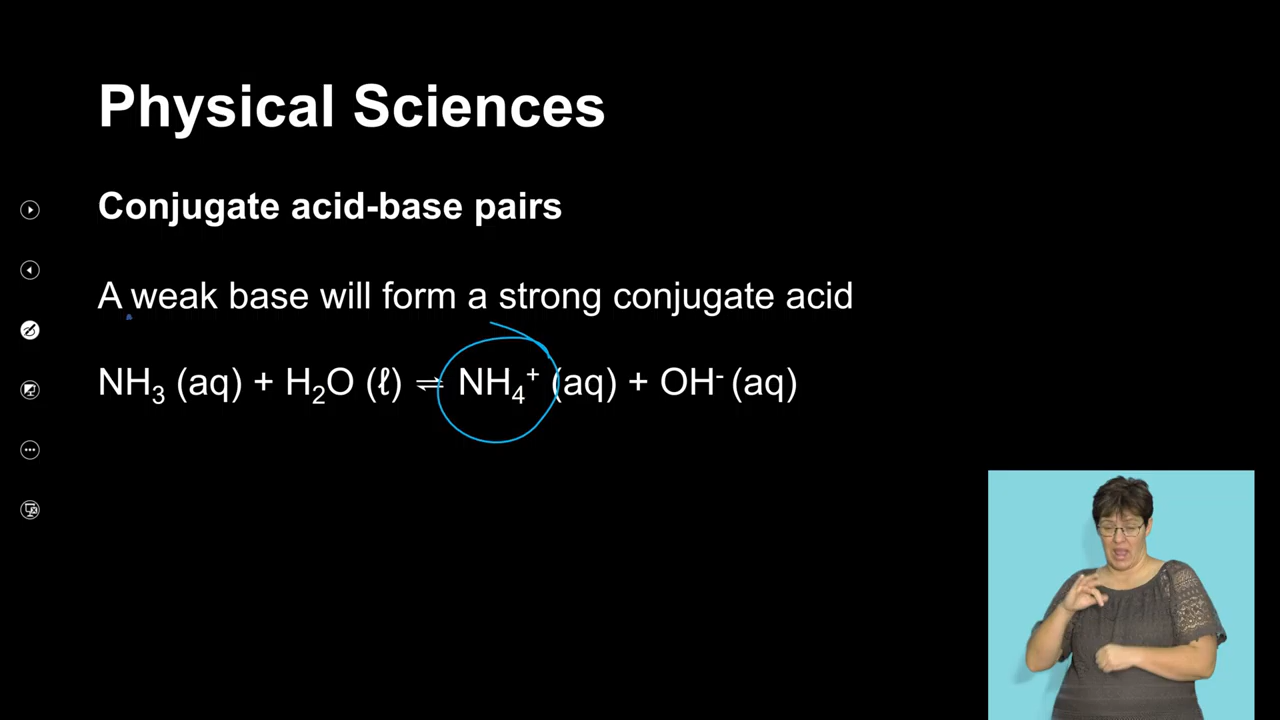 Physical Sciences
Conjugate acid-base pairs
A weak base will form a strong conjugate acid
NH₃ (aq) + H₂O (ℓ) ⇌ NH₄⁺ (aq) + OH⁻ (aq)